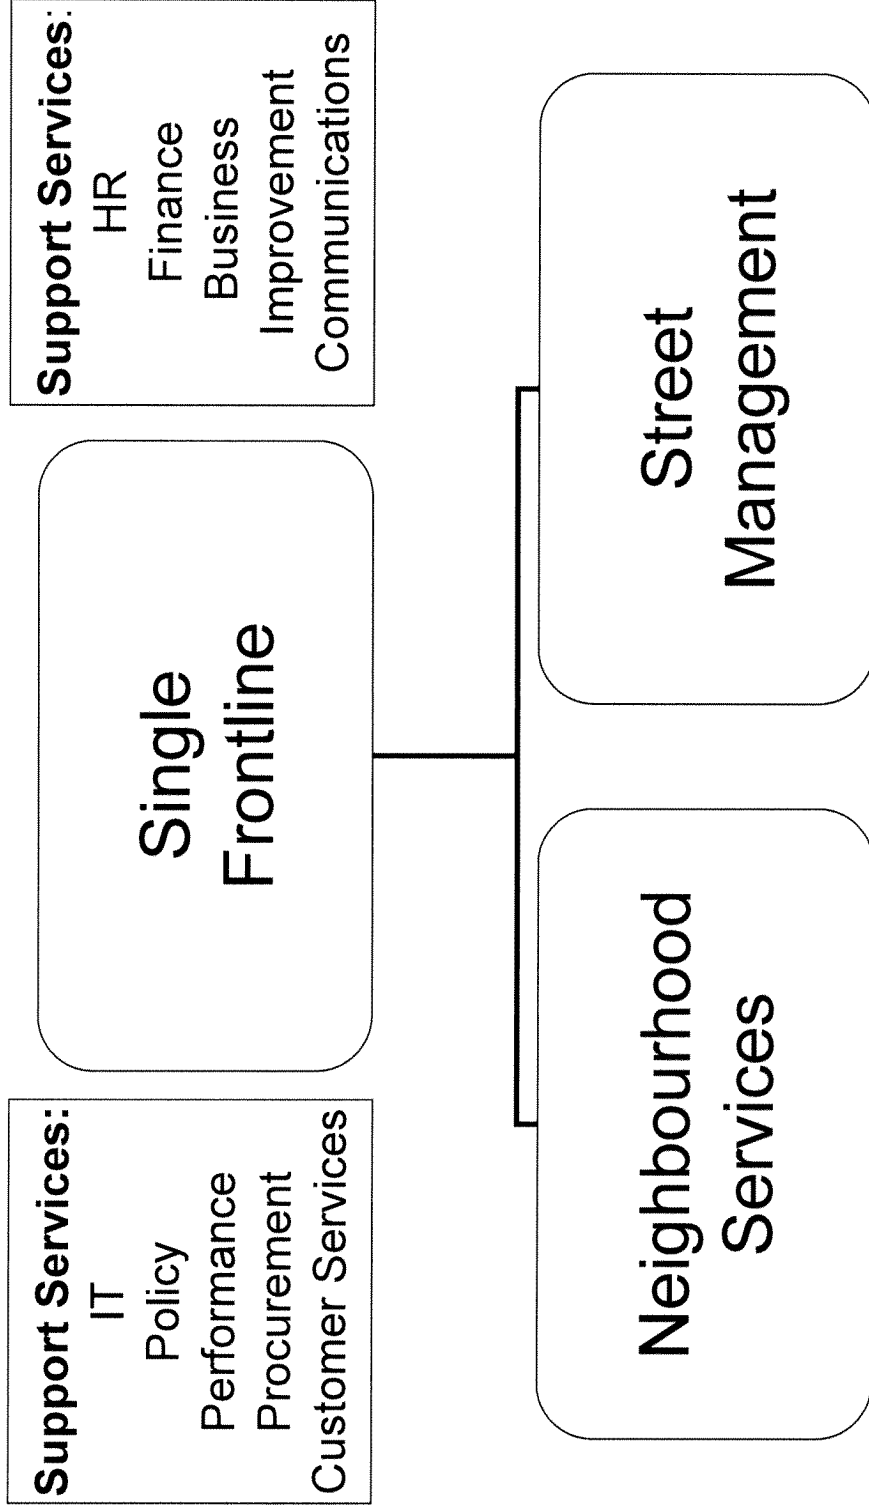 Support Services:
IT
Policy
Performance
Procurement
Customer Services
Single
Frontline
Support Services:
HR
Finance
Business
Improvement
Communications
Neighbourhood
Services
Street
Management